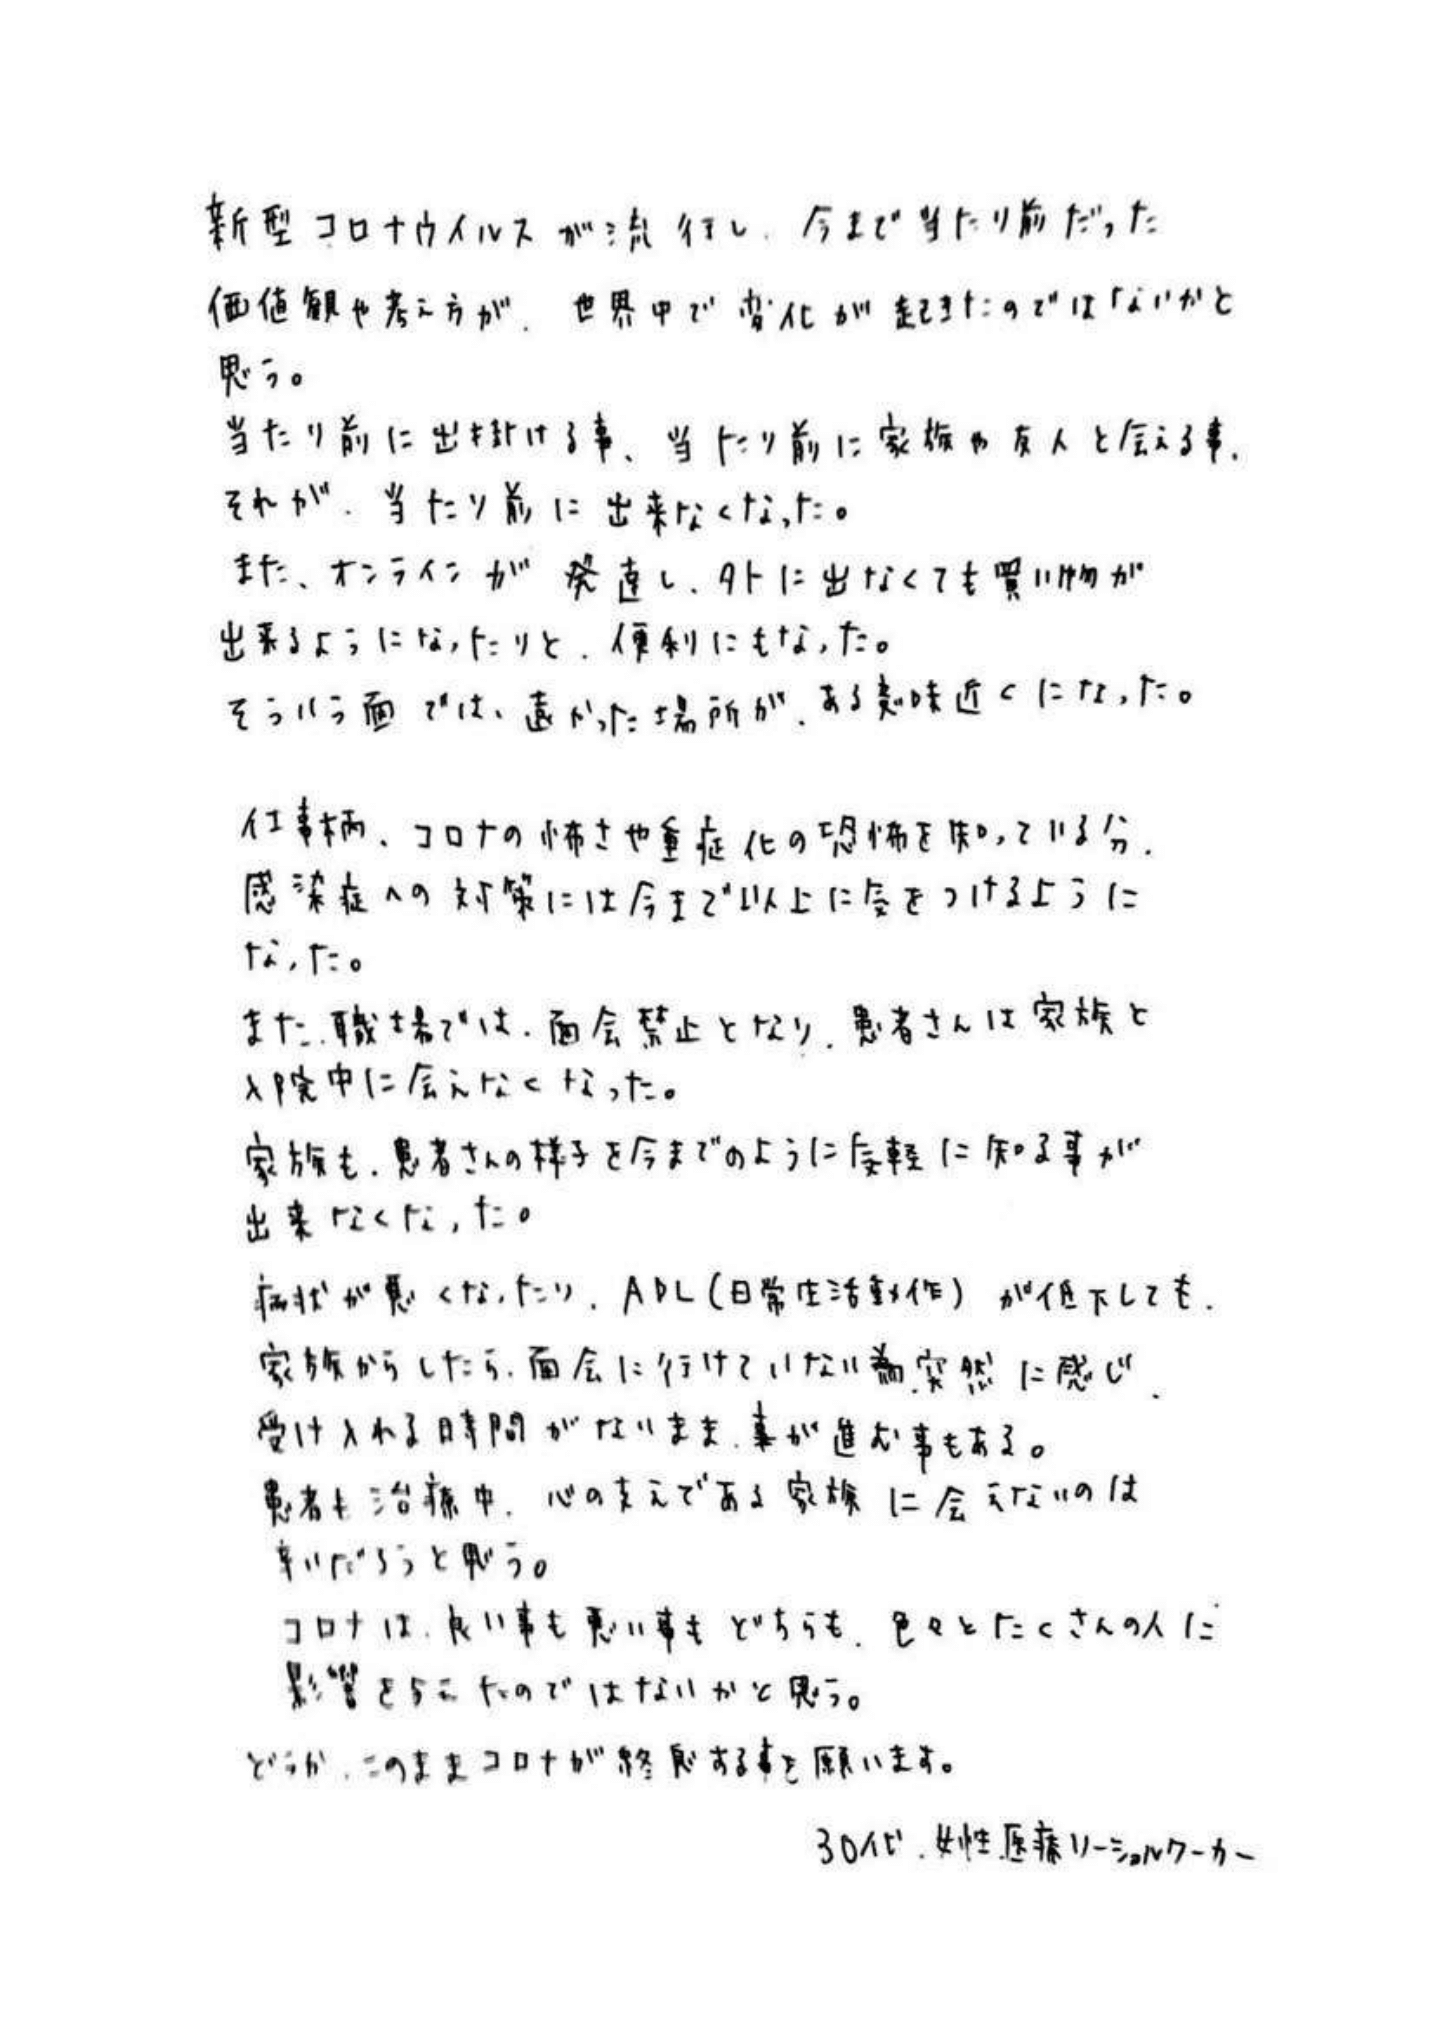 新型コロナウイルスが流行し、今まで当たり前だった
価値観や考え方が、世界中で変化が起きたのではないかと
思う。
当たり前に出掛ける事、当たり前に家族や友人と会える事、
それが、当たり前に出来なくなった。
また、オンラインが発達し、外に出なくても買い物が
出来るようになったりと、便利にもなった。
そういう面では、遠かった場所が、ある意味近くになった。
仕事柄、コロナの怖さや重症化の恐怖を知っている分、
感染症への対策には今まで以上に気をつけるように
なった。
また、職場では、面会禁止となり、患者さんは家族と
入院中に会えなくなった。
家族も、患者さんの様子を今までのように気軽に知る事が
出来なくなった。
病状が悪くなったり、ADL(日常生活動作)が低下しても、
家族からしたら、面会に行けていない為、突然に感じ、
受け入れる時間がないまま、事が進む事もある。
患者も治療中、心の支えである家族に会えないのは
辛いだろうと思う。
コロナは、良い事も悪い事もどちらも、色々とたくさんの人に
影響を与えたのではないかと思う。
どうか、このままコロナが終息する事を願います。
30代、女性、医療ソーシャルワーカー